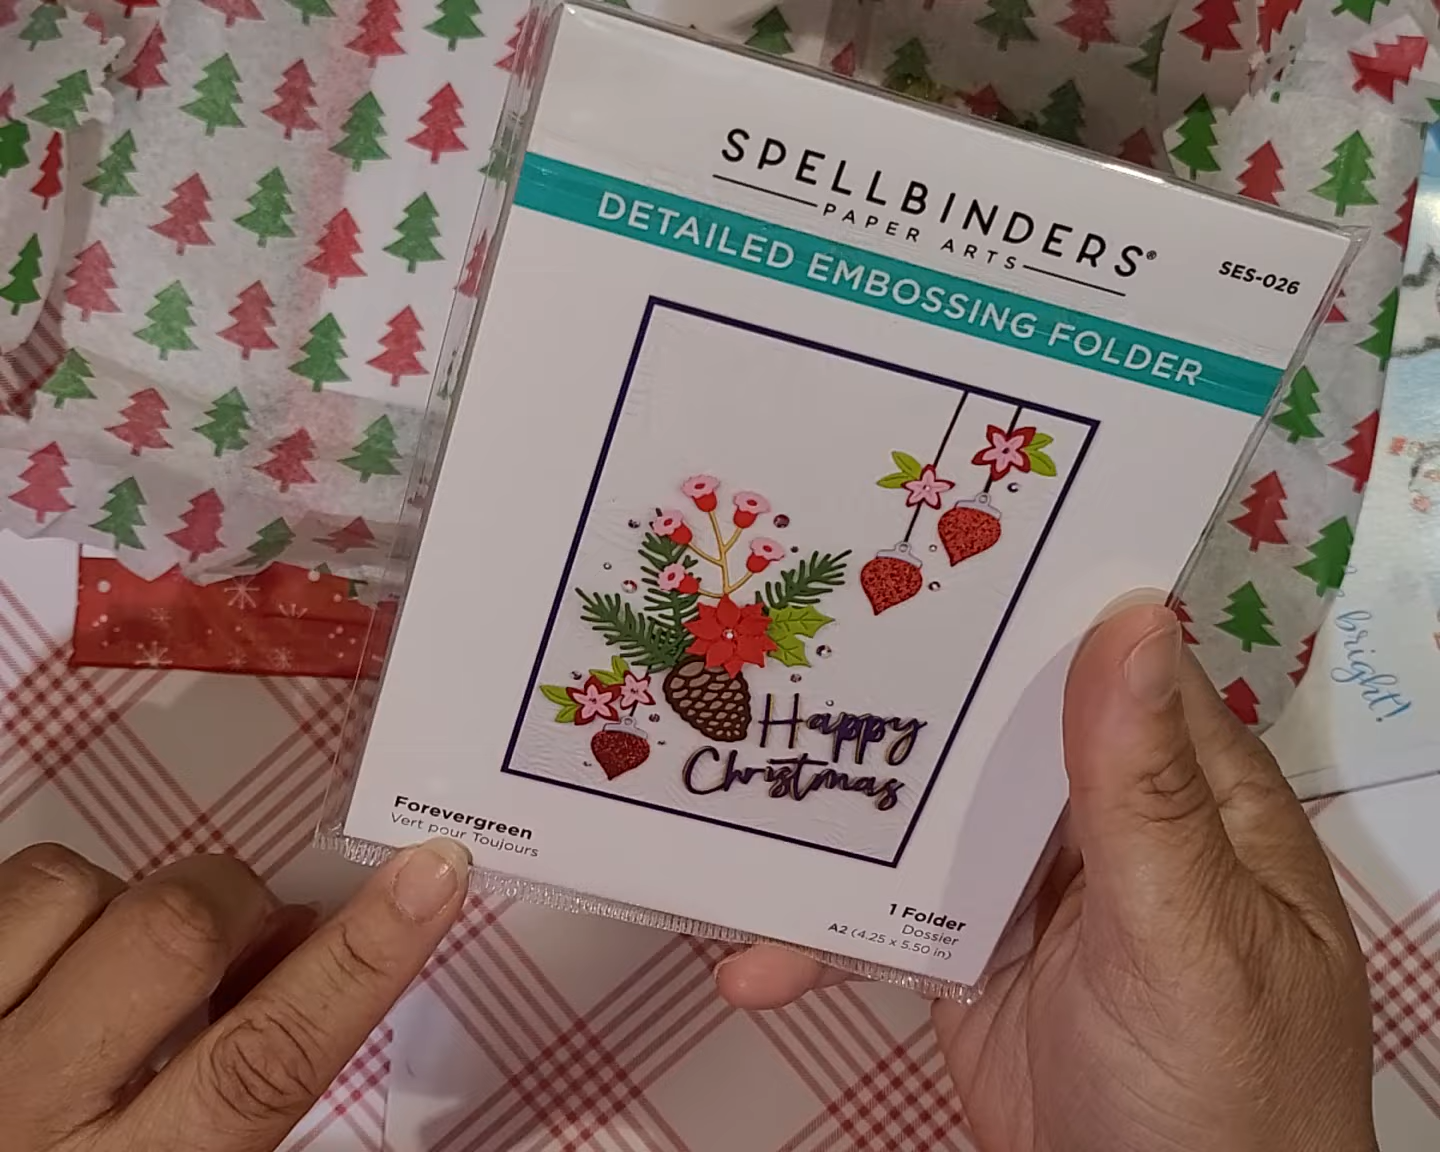 SPELLBINDERS®
PAPER ARTS
SES-026
DETAILED EMBOSSING FOLDER
Happy
Christmas
Forevergreen
Vert pour Toujours
1 Folder
Dossier
A2 (4.25 x 5.50 in)
bright!